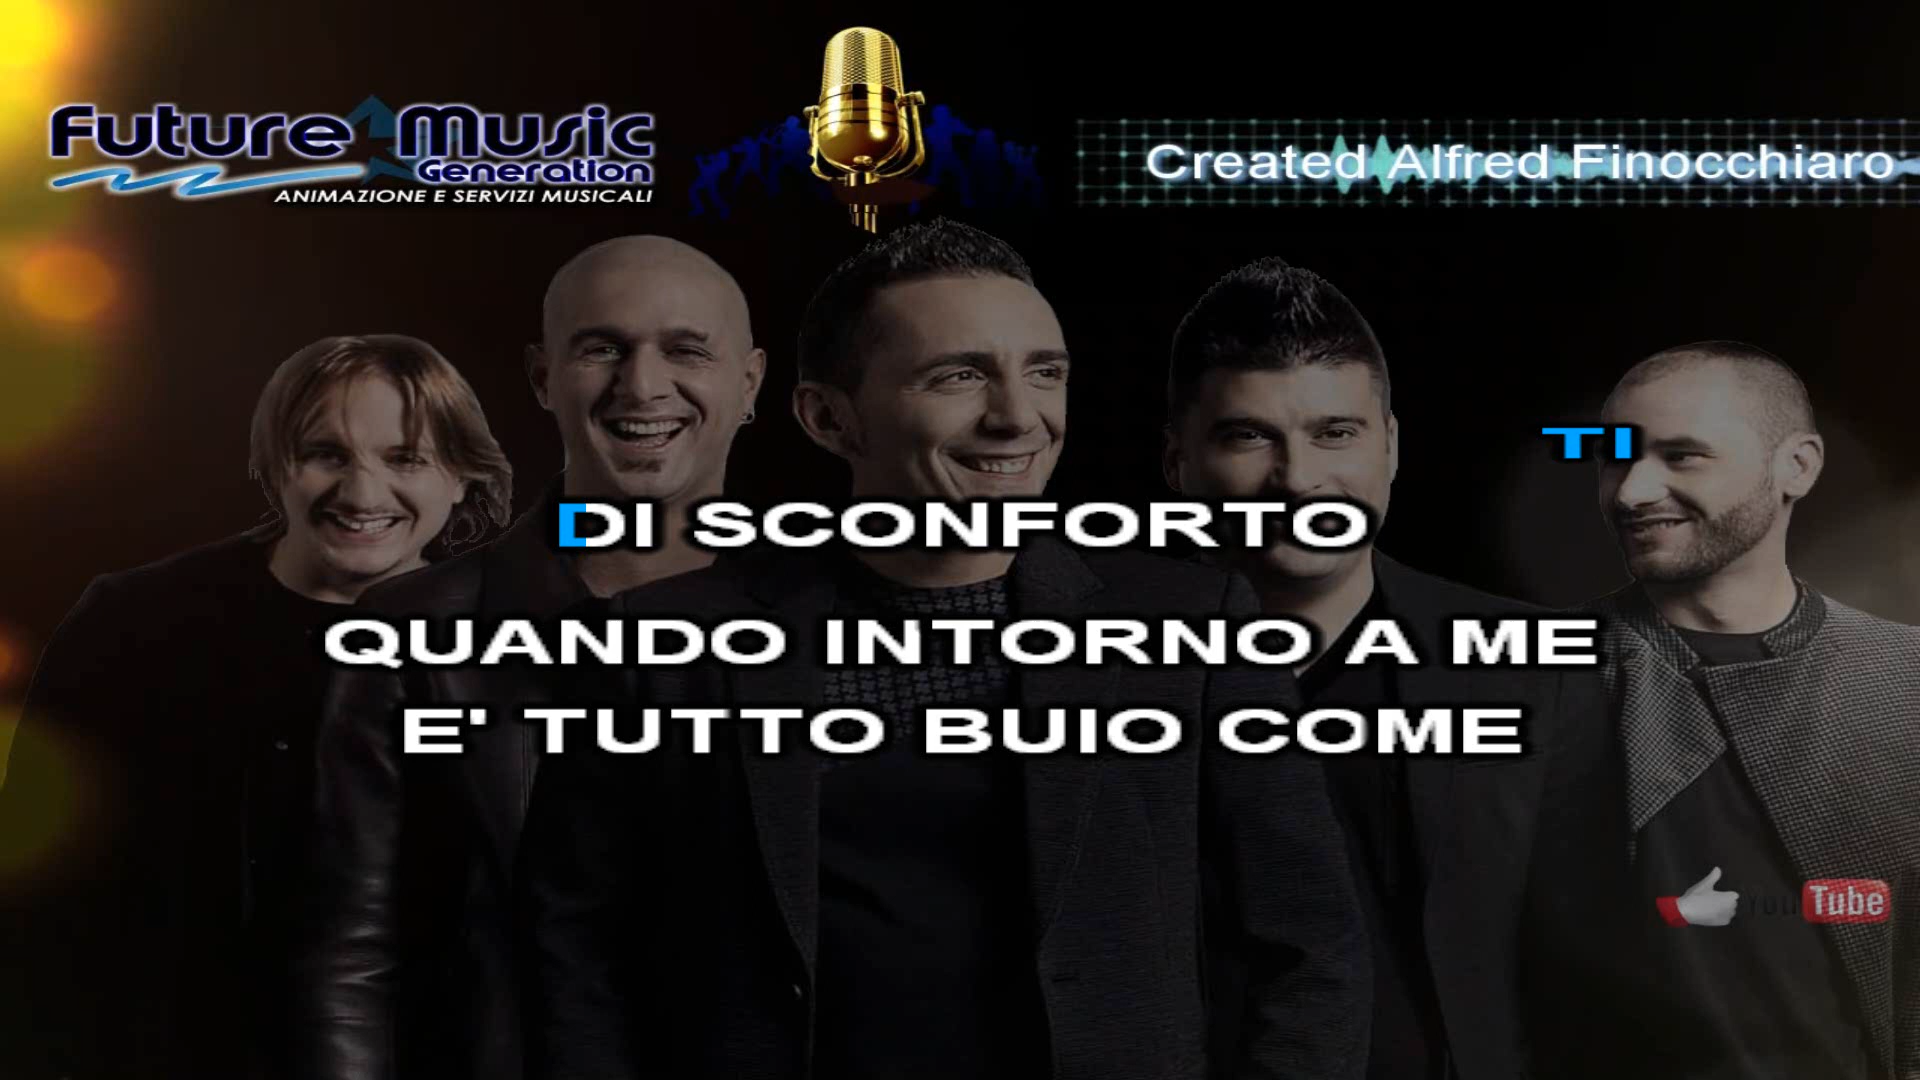 Future Music
Generation
ANIMAZIONE E SERVIZI MUSICALI
Created Alfred Finocchiaro
TI
DI SCONFORTO
QUANDO INTORNO A ME
E' TUTTO BUIO COME
YouTube